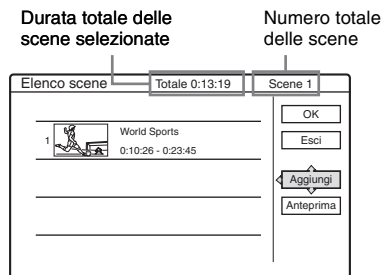 Durata totale delle
scene selezionate
Numero totale
delle scene
Elenco scene
Totale 0:13:19
Scene 1
OK
1
World Sports
0:10:26 - 0:23:45
Esci
Aggiungi
Anteprima